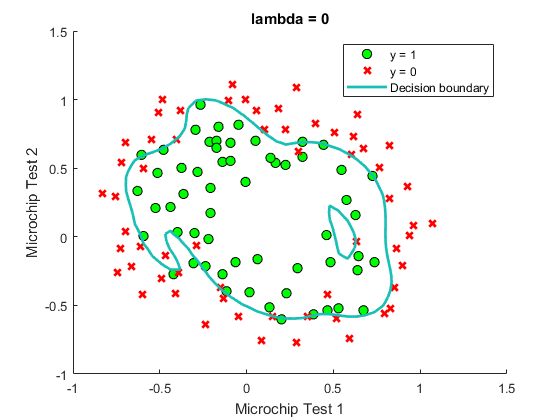 lambda = 0
y = 1
y = 0
Decision boundary
Microchip Test 2
1.5
1
0.5
0
-0.5
-1
-1
-0.5
0
0.5
1
1.5
Microchip Test 1